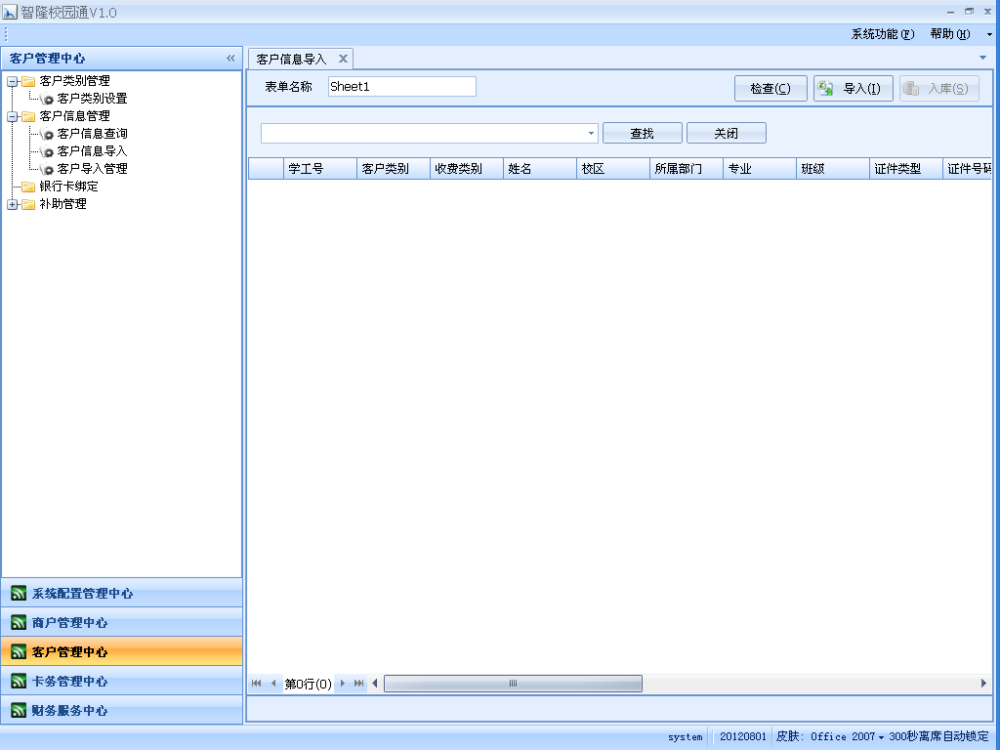 智隆校园通V1.0
系统功能(F) 帮助(H)
客户管理中心
客户类别管理
客户类别设置
客户信息管理
客户信息查询
客户信息导入
客户导入管理
银行卡绑定
补助管理
系统配置管理中心
商户管理中心
客户管理中心
卡务管理中心
财务服务中心
客户信息导入
表单名称 Sheet1 检查(C) 导入(I) 入库(S)
查找 关闭
学工号 客户类别 收费类别 姓名 校区 所属部门 专业 班级 证件类型 证件号码
第0行(0)
system 20120801 皮肤: Office 2007 300秒离席自动锁定